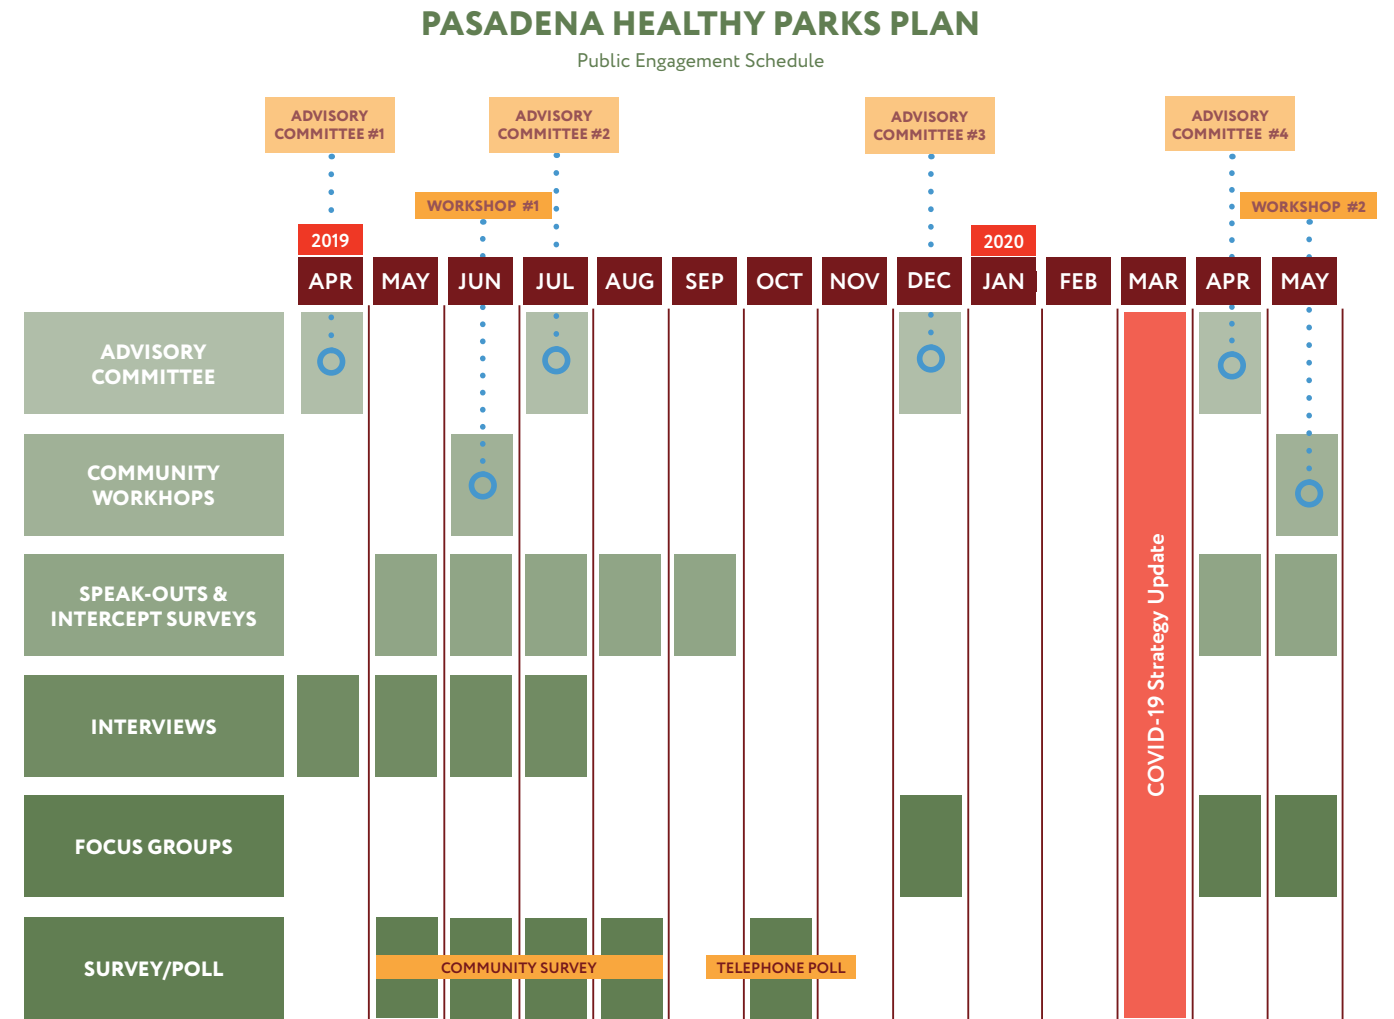 PASADENA HEALTHY PARKS PLAN
Public Engagement Schedule
ADVISORY
COMMITTEE #1
ADVISORY
COMMITTEE #2
ADVISORY
COMMITTEE #3
ADVISORY
COMMITTEE #4
WORKSHOP #1
WORKSHOP #2
2019
2020
APR MAY JUN JUL AUG SEP OCT NOV DEC JAN FEB MAR APR MAY
ADVISORY
COMMITTEE
COMMUNITY
WORKHOPS
SPEAK-OUTS &
INTERCEPT SURVEYS
INTERVIEWS
FOCUS GROUPS
SURVEY/POLL
COMMUNITY SURVEY
TELEPHONE POLL
COVID-19 Strategy Update